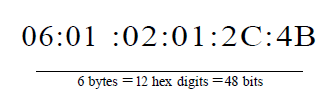 06:01 :02:01:2C:4B
6 bytes = 12 hex digits = 48 bits